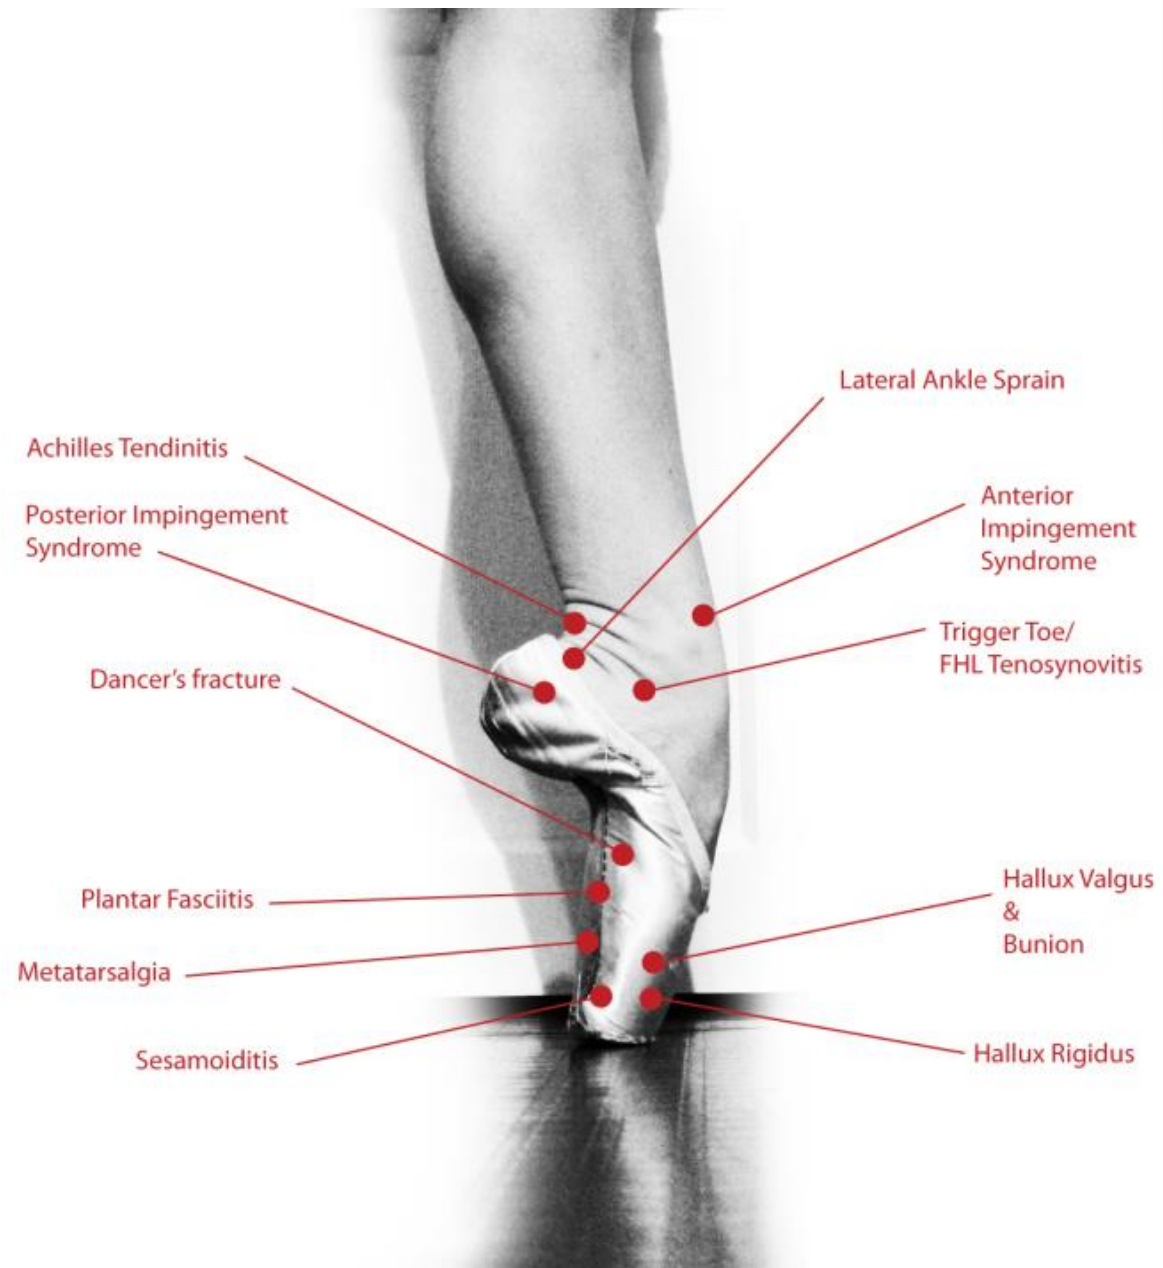 Lateral Ankle Sprain
Achilles Tendinitis
Posterior Impingement
Syndrome
Anterior
Impingement
Syndrome
Trigger Toe/
FHL Tenosynovitis
Dancer’s fracture
Plantar Fasciitis
Hallux Valgus
&
Bunion
Metatarsalgia
Sesamoiditis
Hallux Rigidus